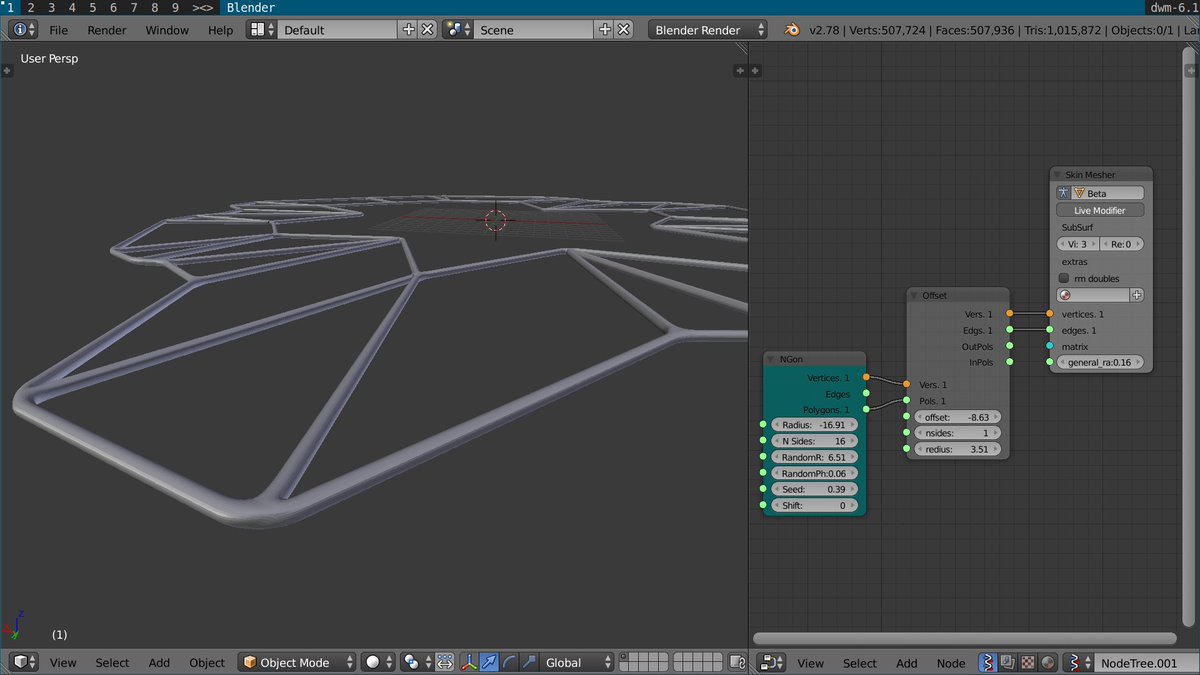 1 2 3 4 5 6 7 8 9 ><> Blender dwm-6.1
File Render Window Help Default Scene Blender Render v2.78 | Verts:507,724 | Faces:507,936 | Tris:1,015,872 | Objects:0/1 | La
User Persp
Skin Mesher
Beta
Live Modifier
SubSurf
Vi: 3 Re: 0
extras
rm doubles
vertices. 1
edges. 1
matrix
general_ra:0.16
Offset
Vers. 1
Edgs. 1
OutPols
InPols
Vers. 1
Pols. 1
offset: -8.63
nsides: 1
redius: 3.51
NGon
Vertices. 1
Edges
Polygons. 1
Radius: -16.91
N Sides: 16
RandomR: 6.51
RandomPh:0.06
Seed: 0.39
Shift: 0
z
x
y
(1)
View Select Add Object Object Mode Global
View Select Add Node NodeTree.001